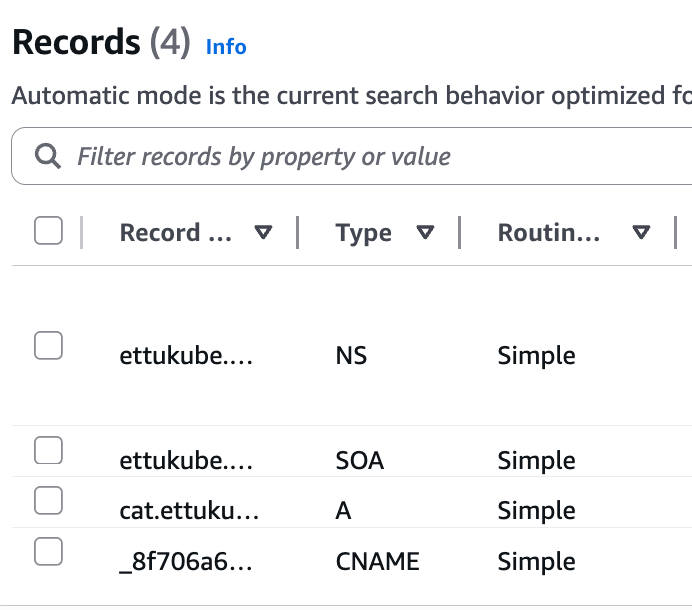 Records (4) Info
Automatic mode is the current search behavior optimized fo
Filter records by property or value
Record ... Type Routin...
ettukube.... NS Simple
ettukube.... SOA Simple
cat.ettuku... A Simple
_8f706a6... CNAME Simple